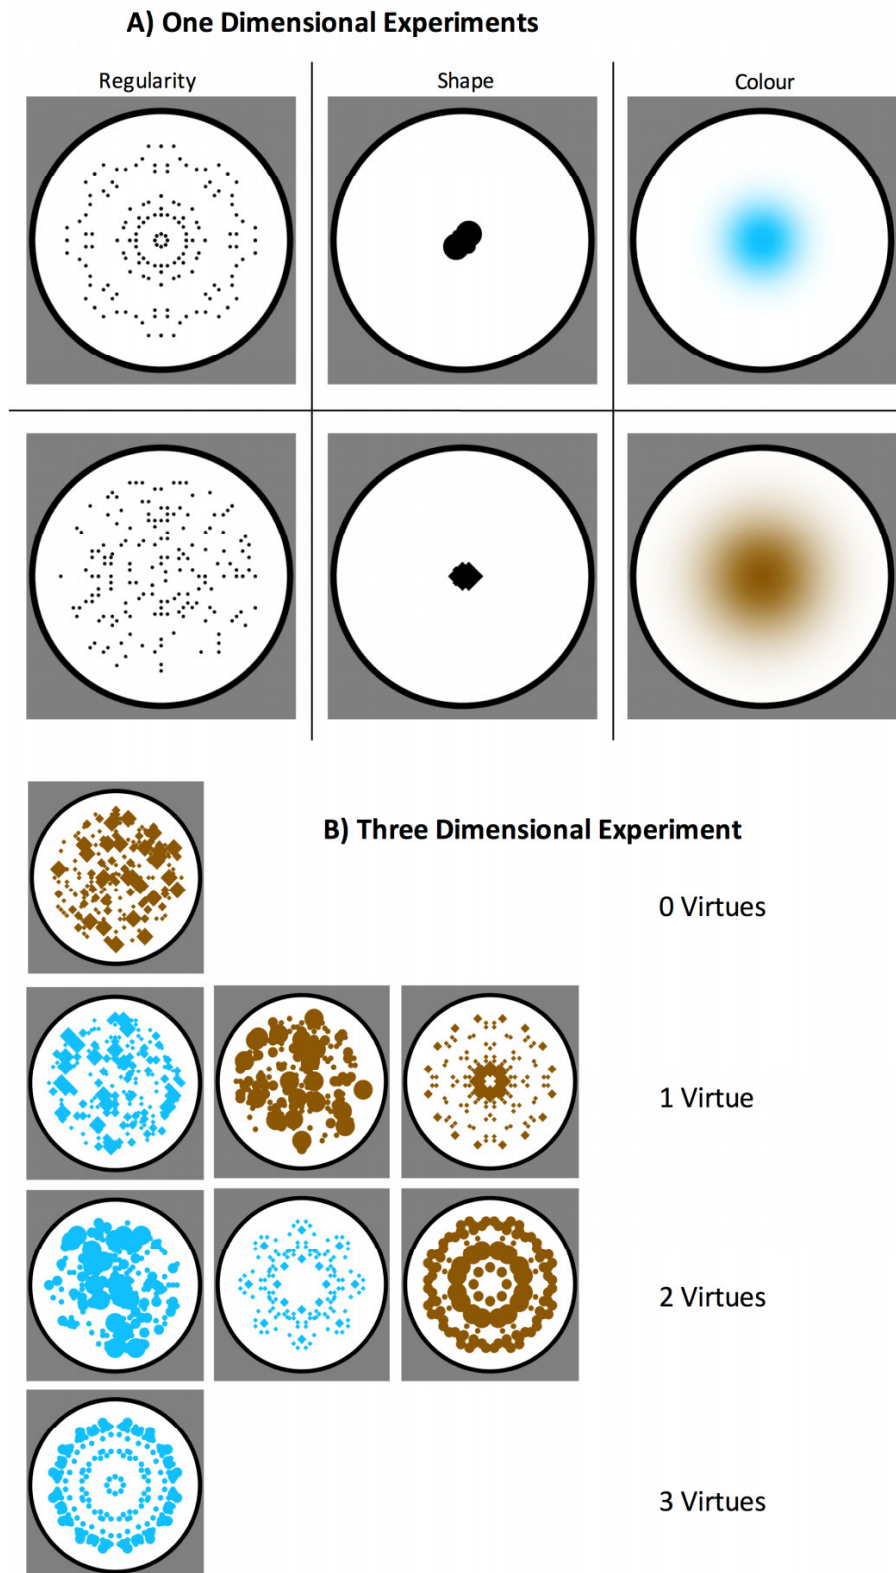 A) One Dimensional Experiments
Regularity
Shape
Colour
B) Three Dimensional Experiment
0 Virtues
1 Virtue
2 Virtues
3 Virtues